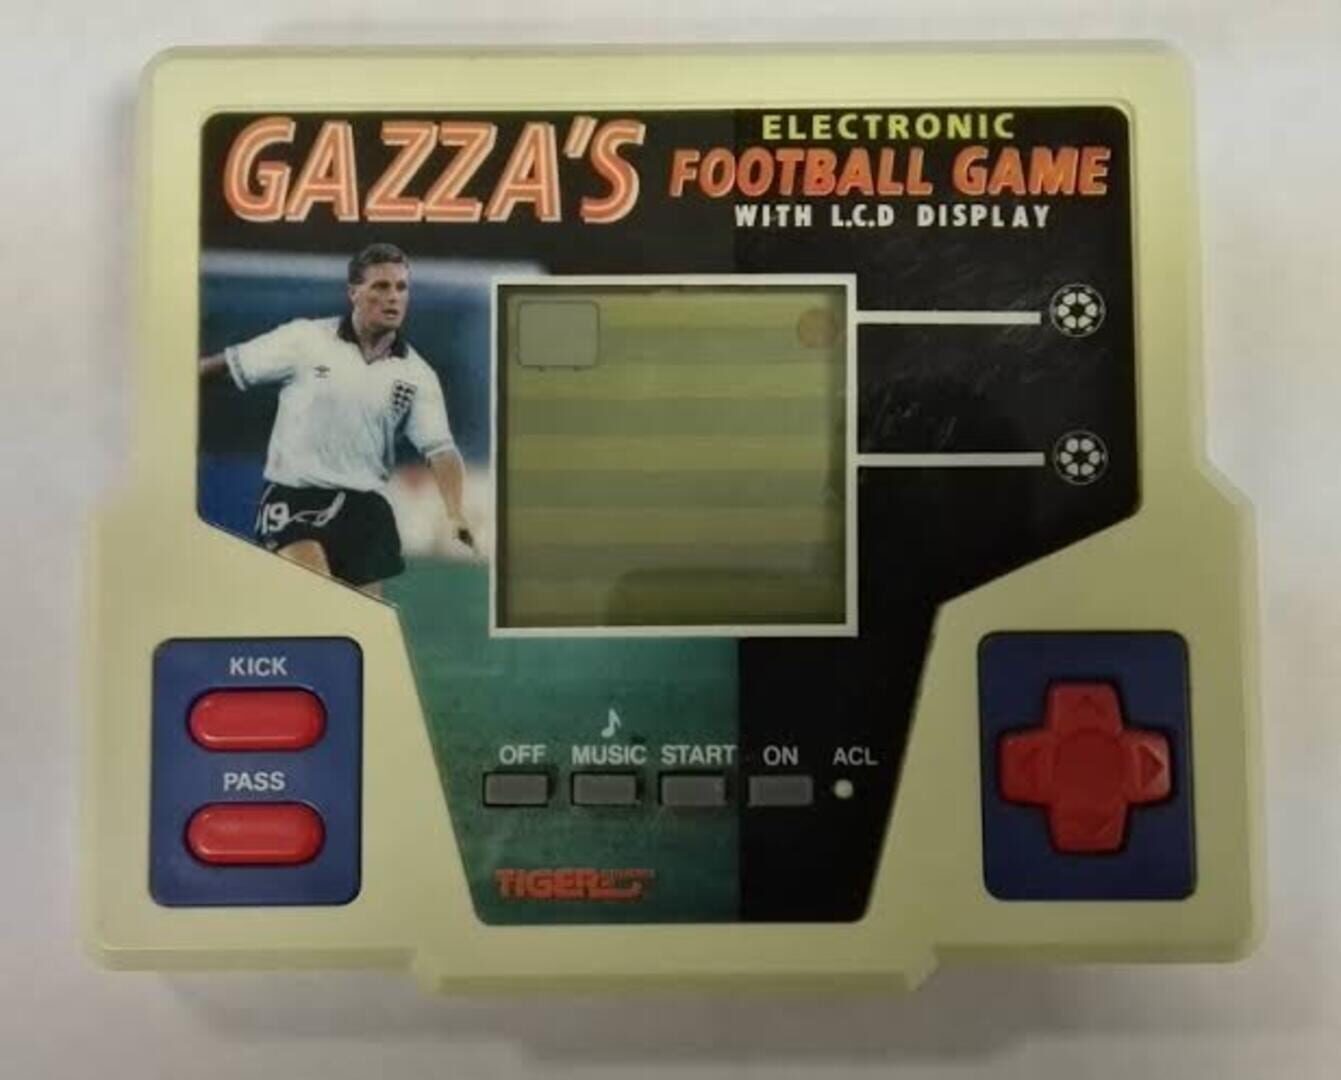 GAZZA'S
ELECTRONIC
FOOTBALL GAME
WITH L.C.D DISPLAY
19
KICK
PASS
OFF MUSIC START ON ACL
TIGER